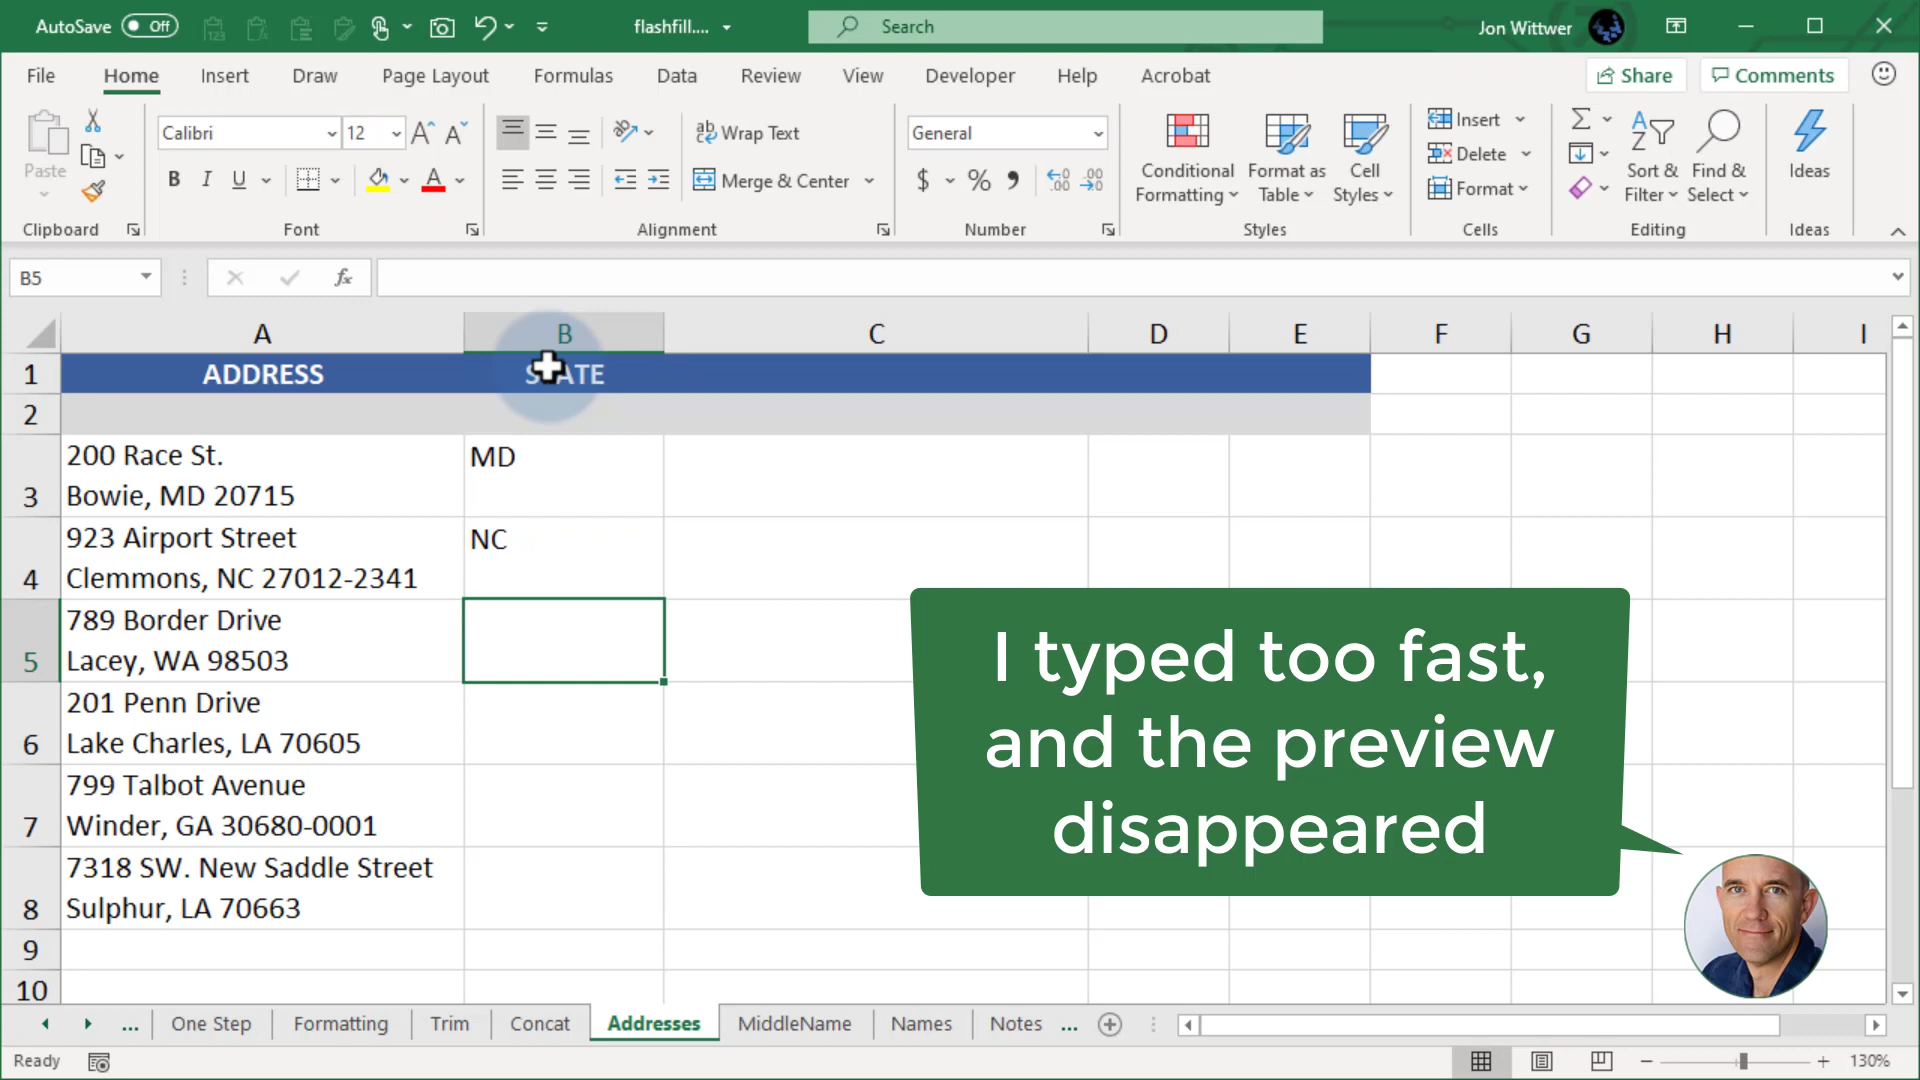 AutoSave Off
flashfill....
Search
Jon Wittwer
File Home Insert Draw Page Layout Formulas Data Review View Developer Help Acrobat
Share Comments
Paste
Calibri 12
B I U
Wrap Text
Merge & Center
General
$ % 9
Conditional Formatting
Format as Table
Cell Styles
Insert
Delete
Format
Sort & Filter
Find & Select
Ideas
Clipboard Font Alignment Number Styles Cells Editing Ideas
B5 fx
A B C D E F G H I
1 ADDRESS STATE
2
200 Race St. MD
3 Bowie, MD 20715
923 Airport Street NC
4 Clemmons, NC 27012-2341
789 Border Drive
5 Lacey, WA 98503
201 Penn Drive
6 Lake Charles, LA 70605
799 Talbot Avenue
7 Winder, GA 30680-0001
7318 SW. New Saddle Street
8 Sulphur, LA 70663
9
10
I typed too fast,
and the preview
disappeared
... One Step Formatting Trim Concat Addresses MiddleName Names Notes ...
Ready 130%